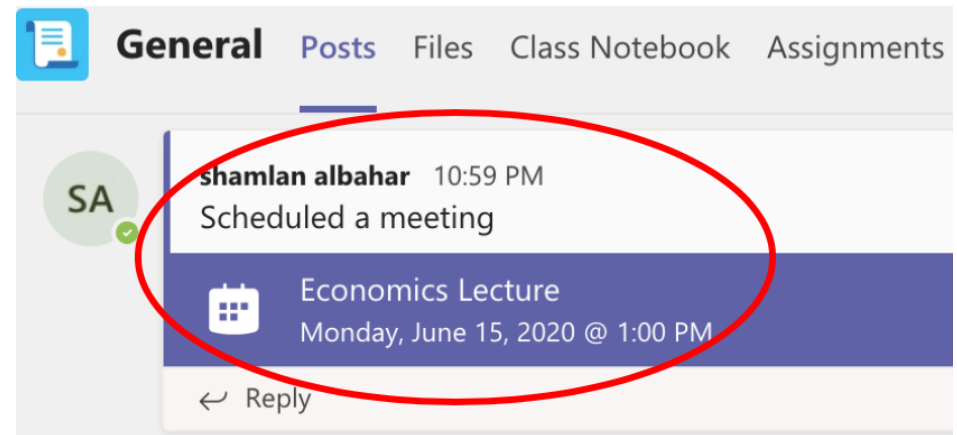 General Posts Files Class Notebook Assignments
SA
shamlan albahar 10:59 PM
Scheduled a meeting
Economics Lecture
Monday, June 15, 2020 @ 1:00 PM
Reply